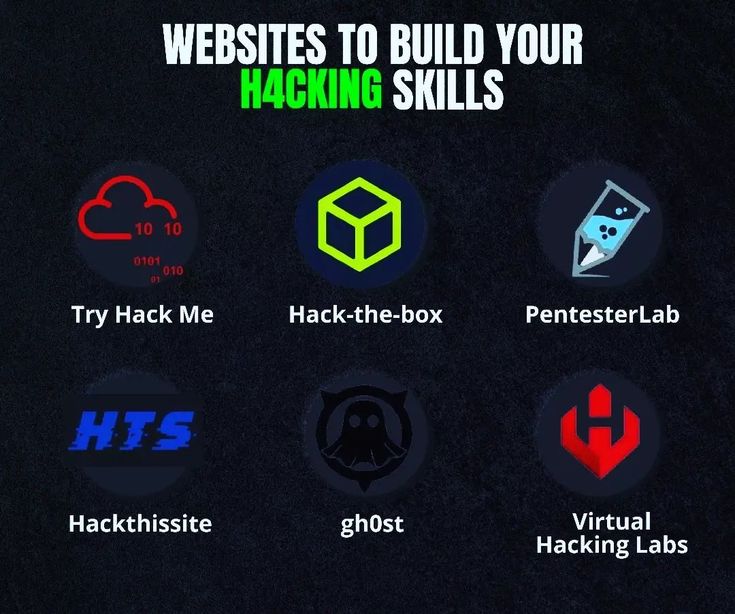 WEBSITES TO BUILD YOUR
H4CKING SKILLS
10 10
0101
010
01
Try Hack Me
Hack-the-box
PentesterLab
HTS
Hackthissite
gh0st
Virtual
Hacking Labs